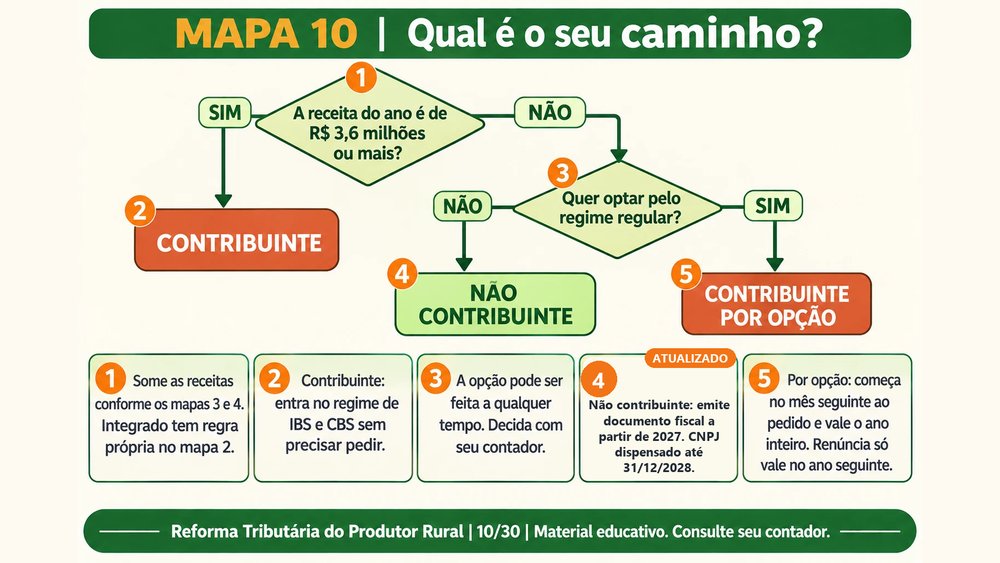 MAPA 10 | Qual é o seu caminho?
1
A receita do ano é de
R$ 3,6 milhões
ou mais?
SIM
NÃO
2
CONTRIBUINTE
3
Quer optar pelo
regime regular?
NÃO
SIM
4
NÃO
CONTRIBUINTE
5
CONTRIBUINTE
POR OPÇÃO
1 Some as receitas
conforme os mapas 3 e 4.
Integrado tem regra
própria no mapa 2.
2 Contribuinte:
entra no regime de
IBS e CBS sem
precisar pedir.
3 A opção pode ser
feita a qualquer
tempo. Decida com
seu contador.
ATUALIZADO
4
Não contribuinte: emite
documento fiscal a
partir de 2027. CNPJ
dispensado até
31/12/2028.
5 Por opção: começa
no mês seguinte ao
pedido e vale o ano
inteiro. Renúncia só
vale no ano seguinte.
Reforma Tributária do Produtor Rural | 10/30 | Material educativo. Consulte seu contador.